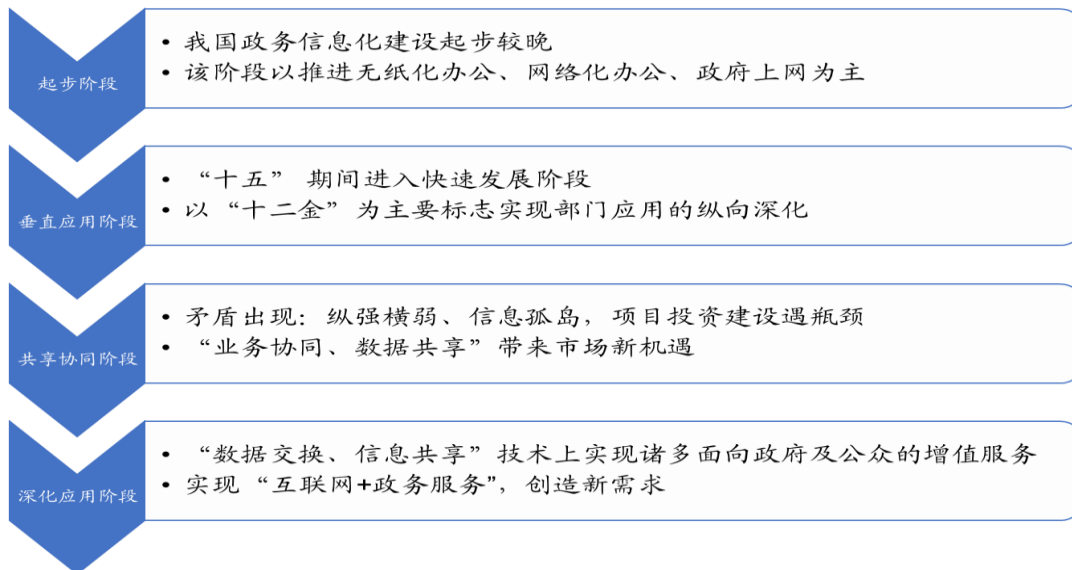 起步阶段
• 我国政务信息化建设起步较晚
• 该阶段以推进无纸化办公、网络化办公、政府上网为主
垂直应用阶段
• “十五” 期间进入快速发展阶段
• 以“十二金”为主要标志实现部门应用的纵向深化
共享协同阶段
• 矛盾出现：纵强横弱、信息孤岛，项目投资建设遇瓶颈
• “业务协同、数据共享”带来市场新机遇
深化应用阶段
• “数据交换、信息共享”技术上实现诸多面向政府及公众的增值服务
• 实现“互联网+政务服务”，创造新需求